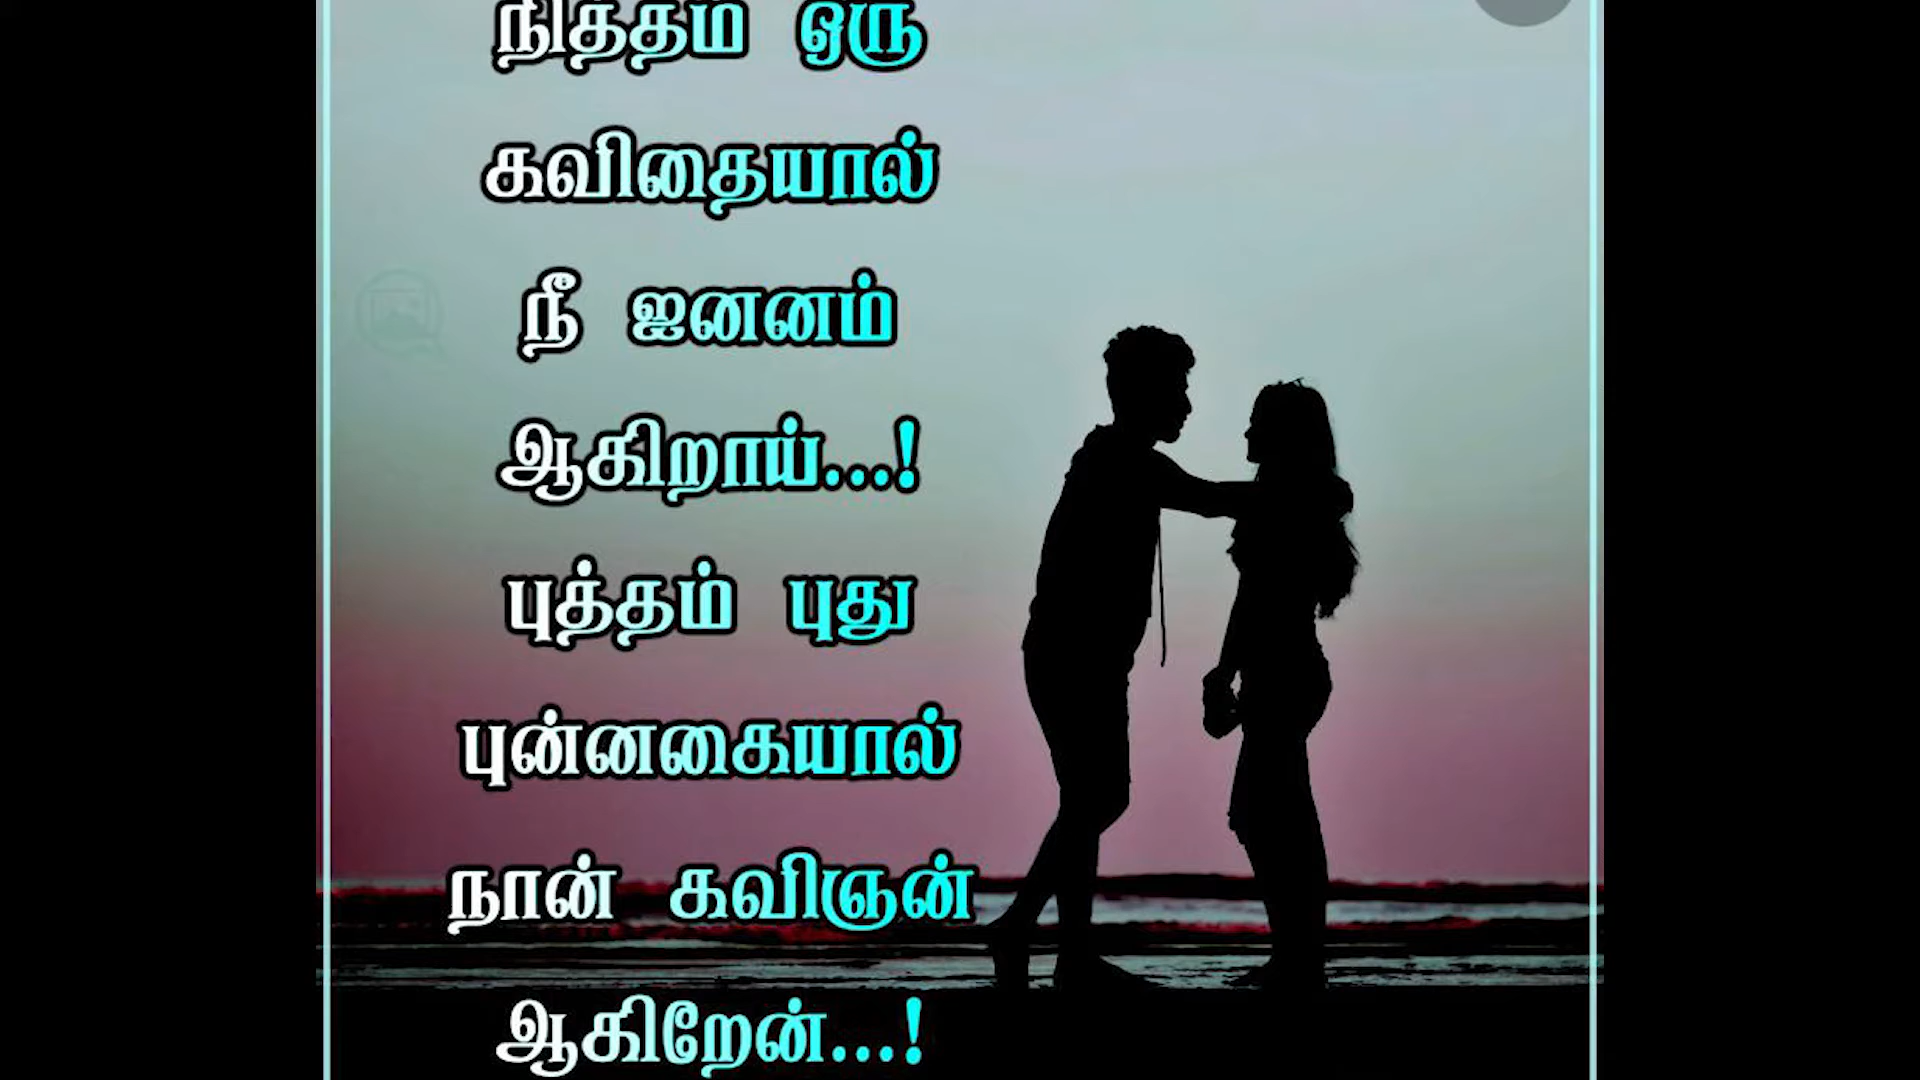 நித்தம் ஒரு
கவிதையால்
நீ ஜனனம்
ஆகிறாய்...!
புத்தம் புது
புன்னகையால்
நான் கவிஞன்
ஆகிறேன்...!